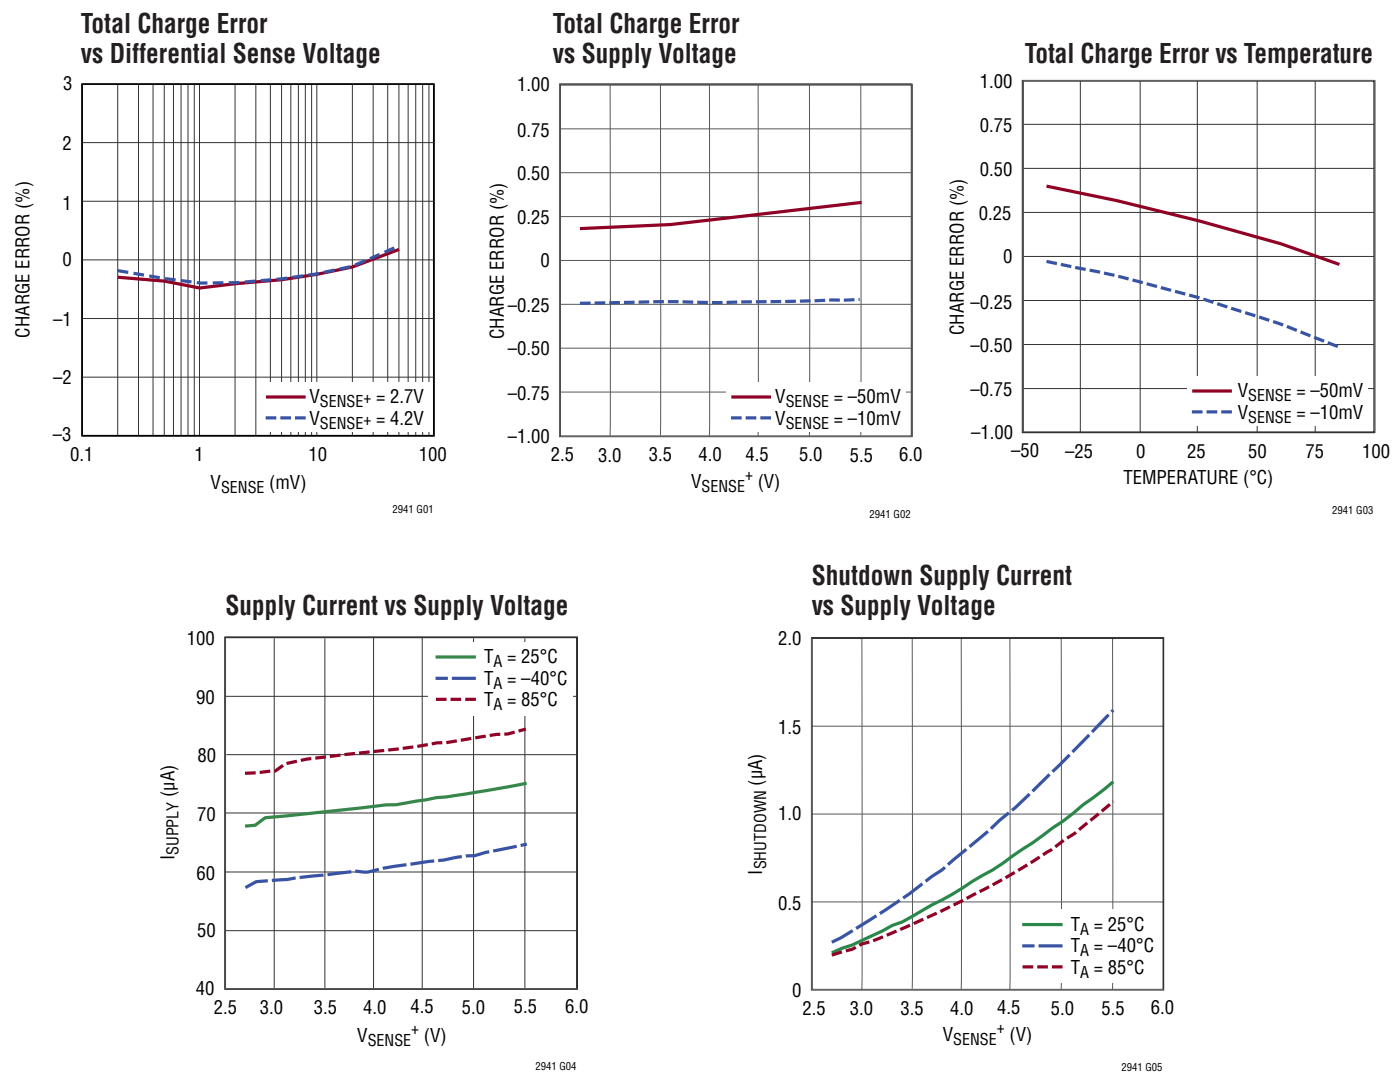 Total Charge Error
vs Differential Sense Voltage
CHARGE ERROR (%)
3
2
1
0
–1
–2
–3
0.1
1
10
100
VSENSE (mV)
VSENSE+ = 2.7V
VSENSE+ = 4.2V
2941 G01
Total Charge Error
vs Supply Voltage
CHARGE ERROR (%)
1.00
0.75
0.50
0.25
0
–0.25
–0.50
–0.75
–1.00
2.5
3.0
3.5
4.0
4.5
5.0
5.5
6.0
VSENSE+ (V)
VSENSE = –50mV
VSENSE = –10mV
2941 G02
Total Charge Error vs Temperature
CHARGE ERROR (%)
1.00
0.75
0.50
0.25
0
–0.25
–0.50
–0.75
–1.00
–50
–25
0
25
50
75
100
TEMPERATURE (°C)
VSENSE = –50mV
VSENSE = –10mV
2941 G03
Supply Current vs Supply Voltage
ISUPPLY (µA)
100
90
80
70
60
50
40
2.5
3.0
3.5
4.0
4.5
5.0
5.5
6.0
VSENSE+ (V)
TA = 25°C
TA = –40°C
TA = 85°C
2941 G04
Shutdown Supply Current
vs Supply Voltage
ISHUTDOWN (µA)
2.0
1.5
1.0
0.5
0
2.5
3.0
3.5
4.0
4.5
5.0
5.5
6.0
VSENSE+ (V)
TA = 25°C
TA = –40°C
TA = 85°C
2941 G05